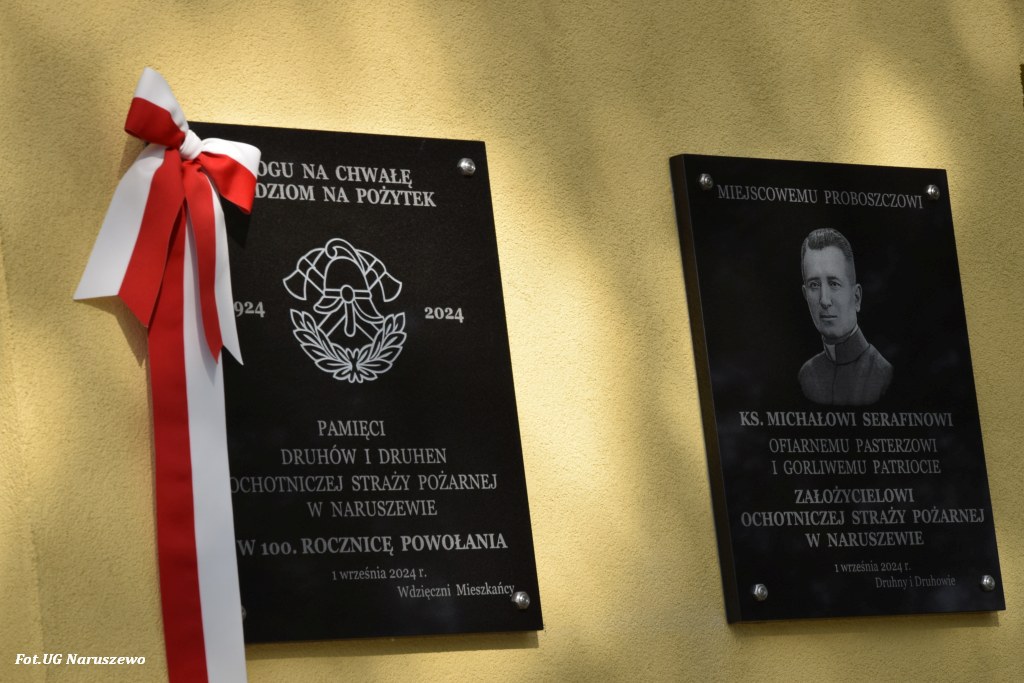 OGU NA CHWAŁĘ
DZIOM NA POŻYTEK
924
2024
PAMIĘCI
DRUHÓW I DRUHEN
OCHOTNICZEJ STRAŻY POŻARNEJ
W NARUSZEWIE
W 100. ROCZNICĘ POWOŁANIA
1 września 2024 r.
Wdzięczni Mieszkańcy
MIEJSCOWEMU PROBOSZCZOWI
KS. MICHAŁOWI SERAFINOWI
OFIARNEMU PASTERZOWI
I GORLIWEMU PATRIOCIE
ZAŁOŻYCIELOWI
OCHOTNICZEJ STRAŻY POŻARNEJ
W NARUSZEWIE
1 września 2024 r.
Druhny i Druhowie
Fot.UG Naruszewo